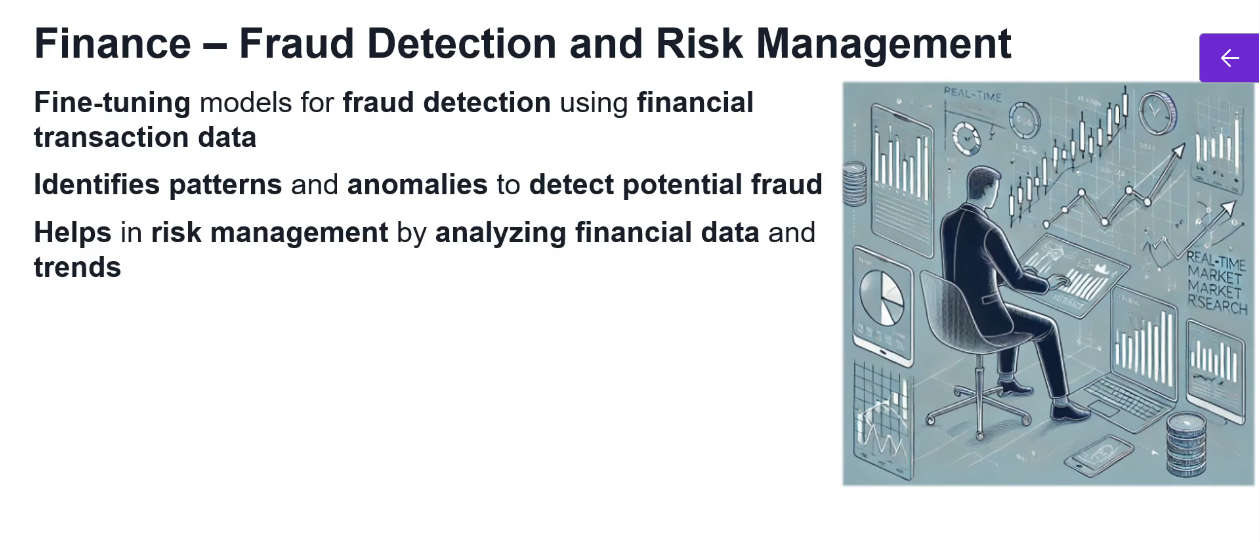 Finance – Fraud Detection and Risk Management
Fine-tuning models for fraud detection using financial
transaction data
Identifies patterns and anomalies to detect potential fraud
Helps in risk management by analyzing financial data and
trends
REAL-TIME
REAL-TIME
MARKET
MARKET
R'SEARCH